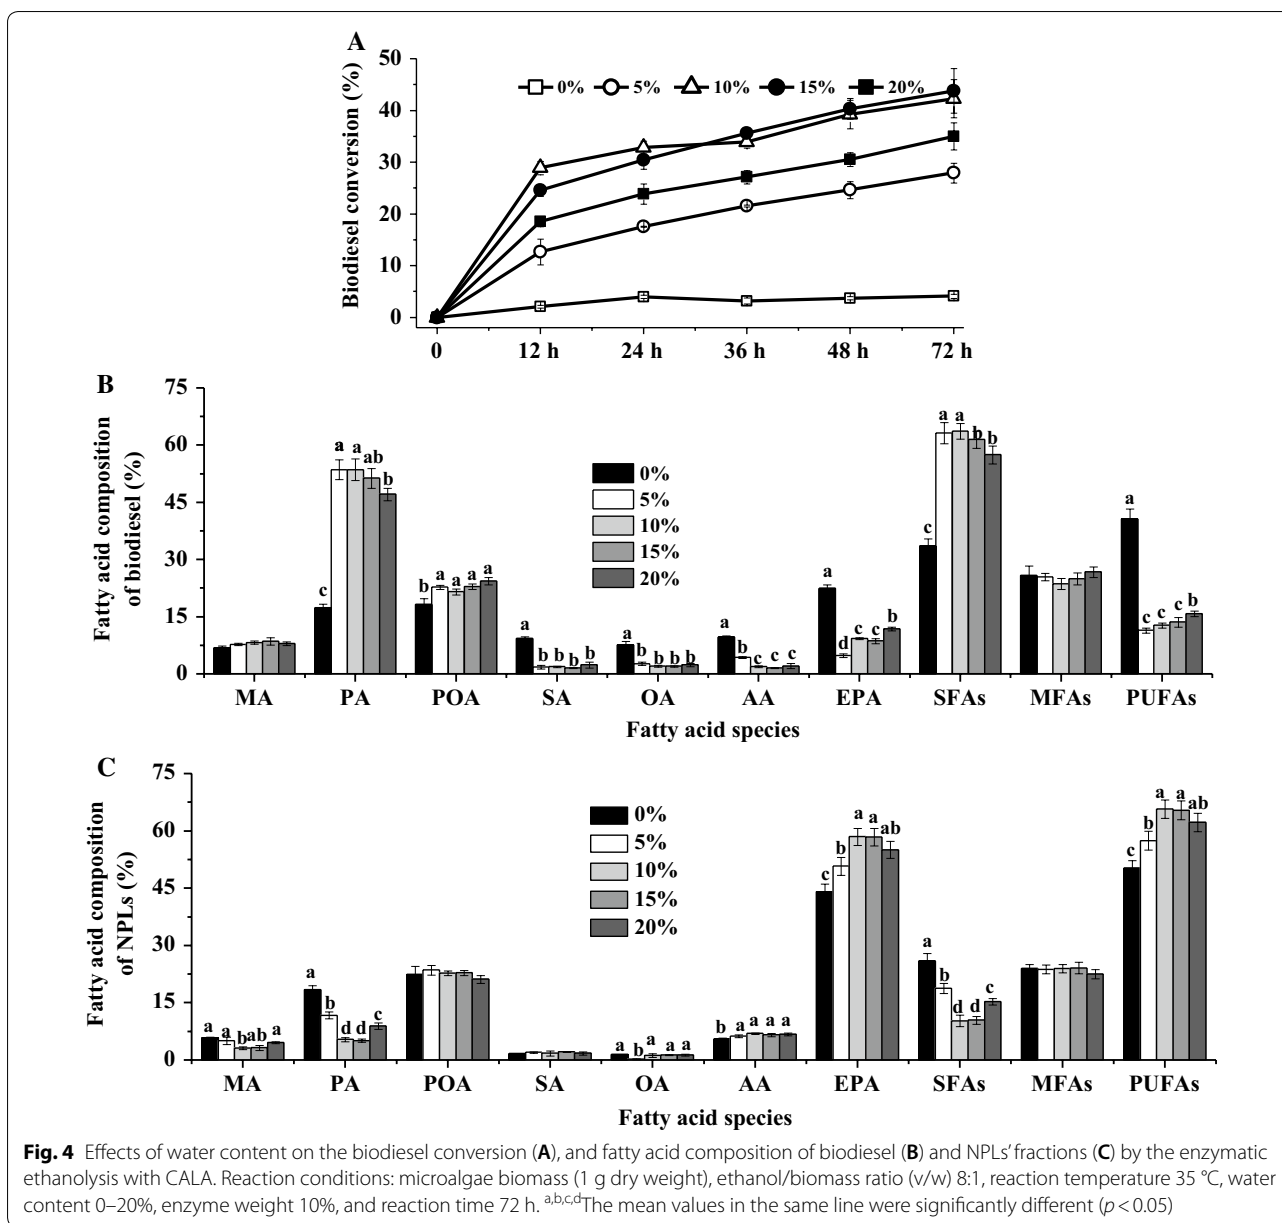 A
Biodiesel conversion (%)
50
40
30
20
10
0
0% 5% 10% 15% 20%
0 12 h 24 h 36 h 48 h 72 h
B
Fatty acid composition
of biodiesel (%)
75
60
45
30
15
0
0%
5%
10%
15%
20%
c a a ab b
b a a a a
a b b b b
a b b b b
a b c c c
a d c c b
c a a b b
a c c c b
MA PA POA SA OA AA EPA SFAs MFAs PUFAs
Fatty acid species
C
Fatty acid composition
of NPLs (%)
75
60
45
30
15
0
0%
5%
10%
15%
20%
a a b ab a
a b d d c
a b a a a
b a a a a
c b a a ab
a b d d c
c b a a ab
MA PA POA SA OA AA EPA SFAs MFAs PUFAs
Fatty acid species
Fig. 4 Effects of water content on the biodiesel conversion (A), and fatty acid composition of biodiesel (B) and NPLs' fractions (C) by the enzymatic
ethanolysis with CALA. Reaction conditions: microalgae biomass (1 g dry weight), ethanol/biomass ratio (v/w) 8:1, reaction temperature 35 °C, water
content 0–20%, enzyme weight 10%, and reaction time 72 h. a,b,c,dThe mean values in the same line were significantly different (p < 0.05)